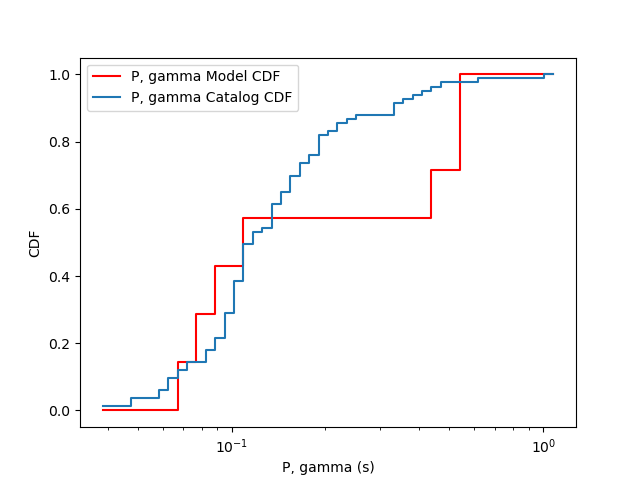 P, gamma Model CDF
P, gamma Catalog CDF
1.0
0.8
0.6
0.4
0.2
0.0
CDF
10⁻¹ 10⁰
P, gamma (s)